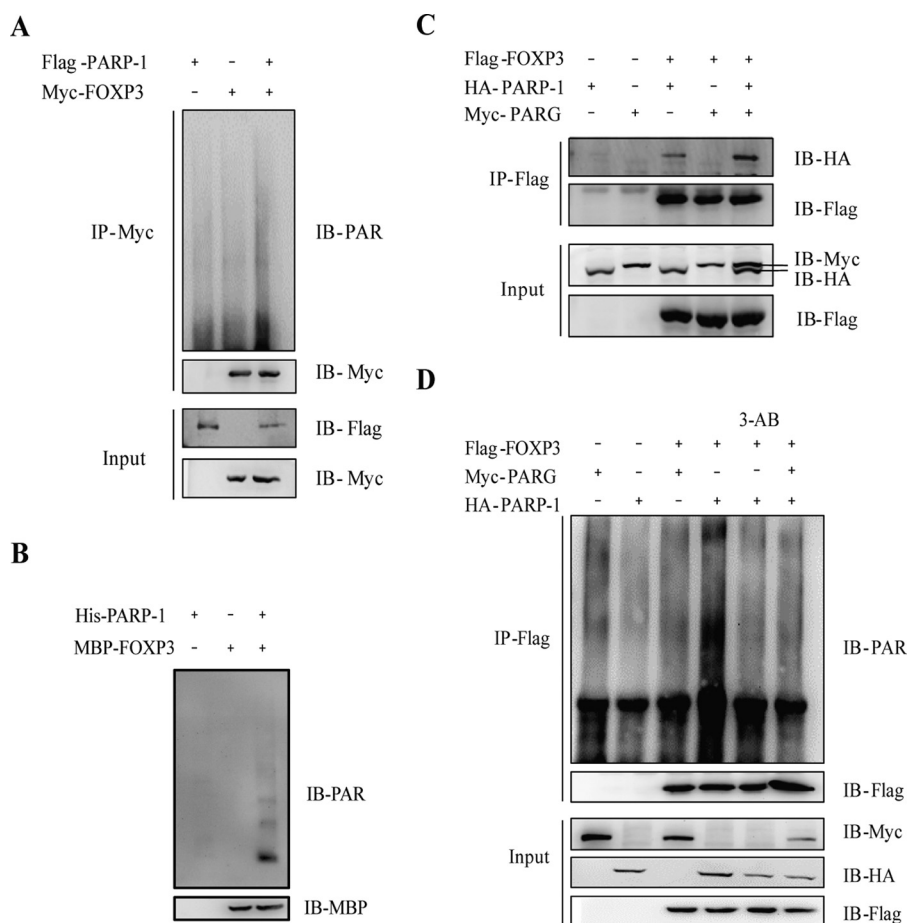 A
Flag-PARP-1 + - +
Myc-FOXP3 - + +
IP-Myc
IB-PAR
IB-Myc
Input
IB-Flag
IB-Myc
B
His-PARP-1 + - +
MBP-FOXP3 - + +
IB-PAR
IB-MBP
C
Flag-FOXP3 - - + + +
HA-PARP-1 + - + - +
Myc-PARG - + - + +
IP-Flag
IB-HA
IB-Flag
Input
IB-Myc
IB-HA
IB-Flag
D
3-AB
Flag-FOXP3 - - + + + +
Myc-PARG + - + - - +
HA-PARP-1 - + - + + +
IP-Flag
IB-PAR
IB-Flag
Input
IB-Myc
IB-HA
IB-Flag